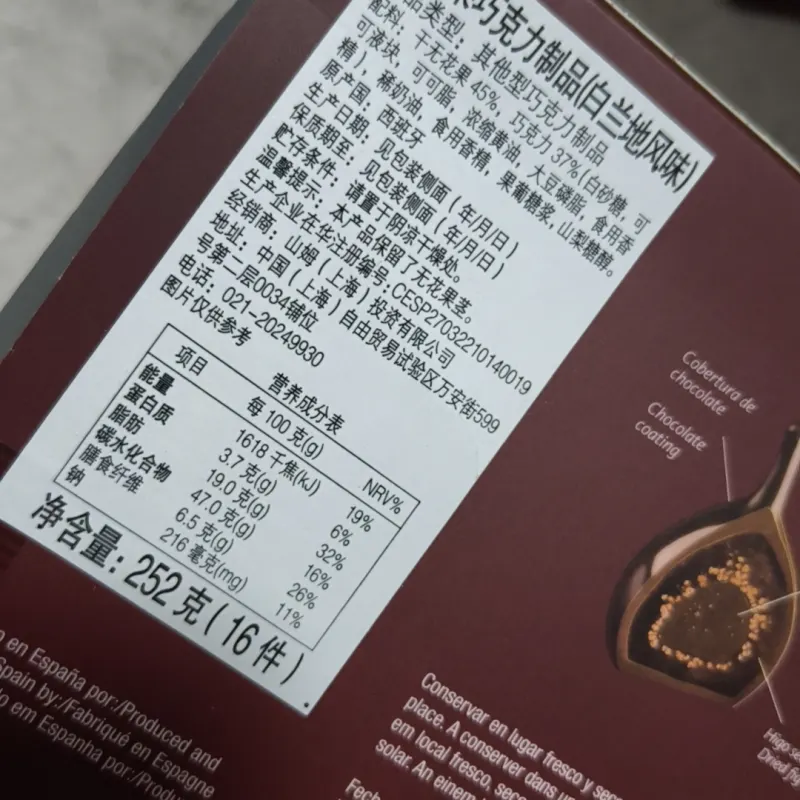 巧克力制品(白兰地风味)
品类型：其他型巧克力制品
配料：干无花果 45%，巧克力 37%(白砂糖，可
可液块，可可脂，浓缩黄油，大豆磷脂，食用香
精)，稀奶油，食用香精，果葡糖浆，山梨糖醇。
原产国：西班牙
生产日期：见包装侧面（年/月/日）
保质期至：见包装侧面（年/月/日）
贮存条件：请置于阴凉干燥处。
温馨提示：本产品保留了无花果茎。
生产企业在华注册编号：CESP27032210140019
经销商：山姆（上海）投资有限公司
地址：中国（上海）自由贸易试验区万安街599
号第一层0034铺位
电话：021-20249930
图片仅供参考
营养成分表
项目 每 100 克(g) NRV%
能量 1618 千焦(kJ) 19%
蛋白质 3.7 克(g) 6%
脂肪 19.0 克(g) 32%
碳水化合物 47.0 克(g) 16%
膳食纤维 6.5 克(g) 26%
钠 216 毫克(mg) 11%
净含量：252 克 ( 16 件 )
Cobertura de
chocolate
Chocolate
coating
Higo
Dried
en España por:/Produced and
Spain by:/Fabriqué en Espagne
em Espanha por:
Conservar en lugar fresco y
place. A conserver dans
em local fresco,
solar. An einem